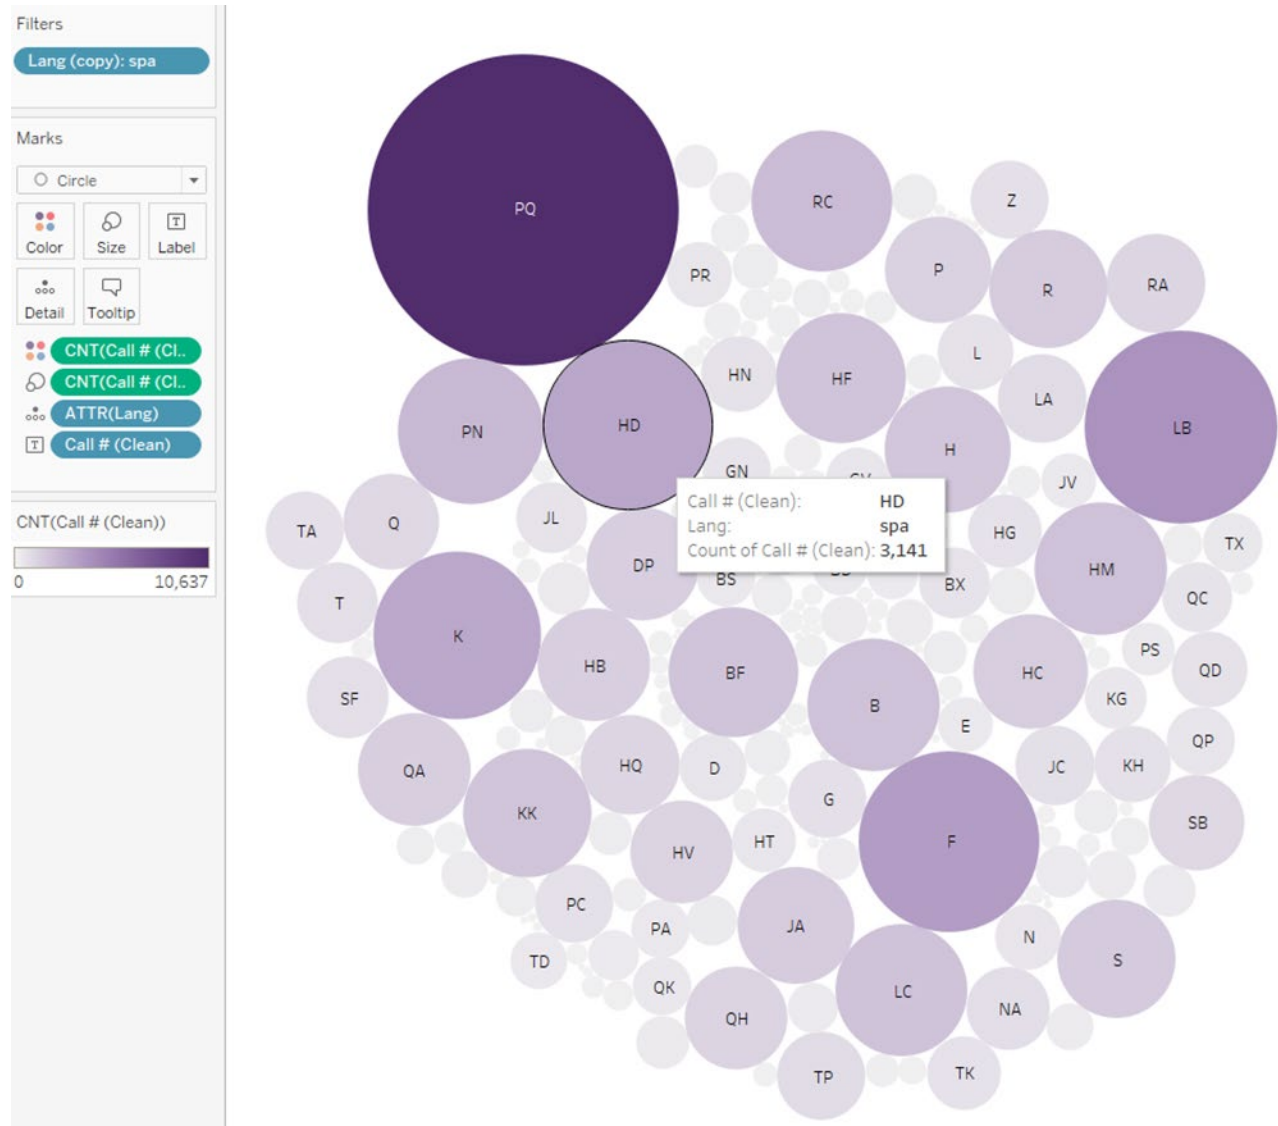 Filters
Lang (copy): spa
Marks
Circle
Color
Size
Label
Detail
Tooltip
CNT(Call # (Cl..
CNT(Call # (Cl..
ATTR(Lang)
Call # (Clean)
CNT(Call # (Clean))
0 10,637
PQ
RC
Z
PR
P
R
RA
L
HN
HF
LA
PN
HD
H
LB
GN
JV
Call # (Clean): HD
Lang: spa
Count of Call # (Clean): 3,141
TA
Q
JL
HG
TX
DP
BS
BX
HM
QC
T
K
HB
BF
HC
PS
QD
SF
B
KG
E
QA
HQ
D
JC
KH
QP
KK
G
F
SB
HV
HT
PC
PA
JA
N
S
TD
QK
LC
QH
NA
TP
TK